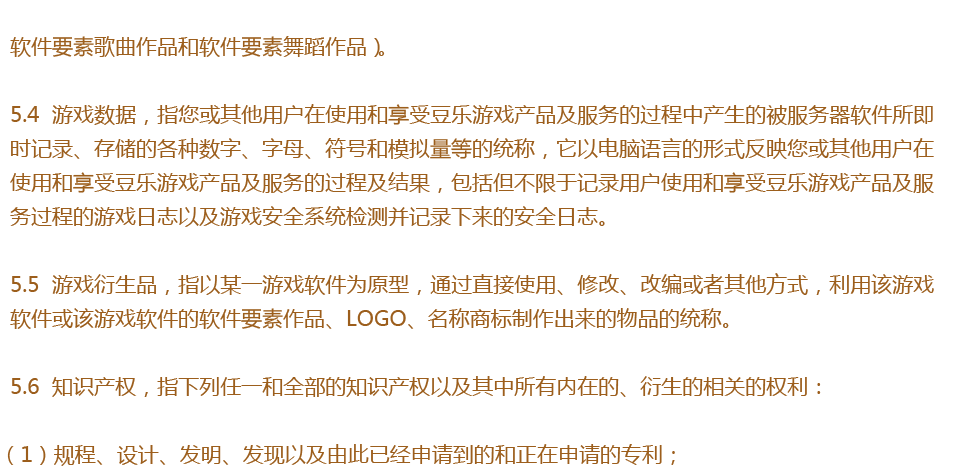 软件要素歌曲作品和软件要素舞蹈作品）。
5.4 游戏数据，指您或其他用户在使用和享受豆乐游戏产品及服务的过程中产生的被服务器软件所即
时记录、存储的各种数字、字母、符号和模拟量等的统称，它以电脑语言的形式反映您或其他用户在
使用和享受豆乐游戏产品及服务的过程及结果，包括但不限于记录用户使用和享受豆乐游戏产品及服
务过程的游戏日志以及游戏安全系统检测并记录下来的安全日志。
5.5 游戏衍生品，指以某一游戏软件为原型，通过直接使用、修改、改编或者其他方式，利用该游戏
软件或该游戏软件的软件要素作品、LOGO、名称商标制作出来的物品的统称。
5.6 知识产权，指下列任一和全部的知识产权以及其中所有内在的、衍生的相关的权利：
（1）规程、设计、发明、发现以及由此已经申请到的和正在申请的专利；